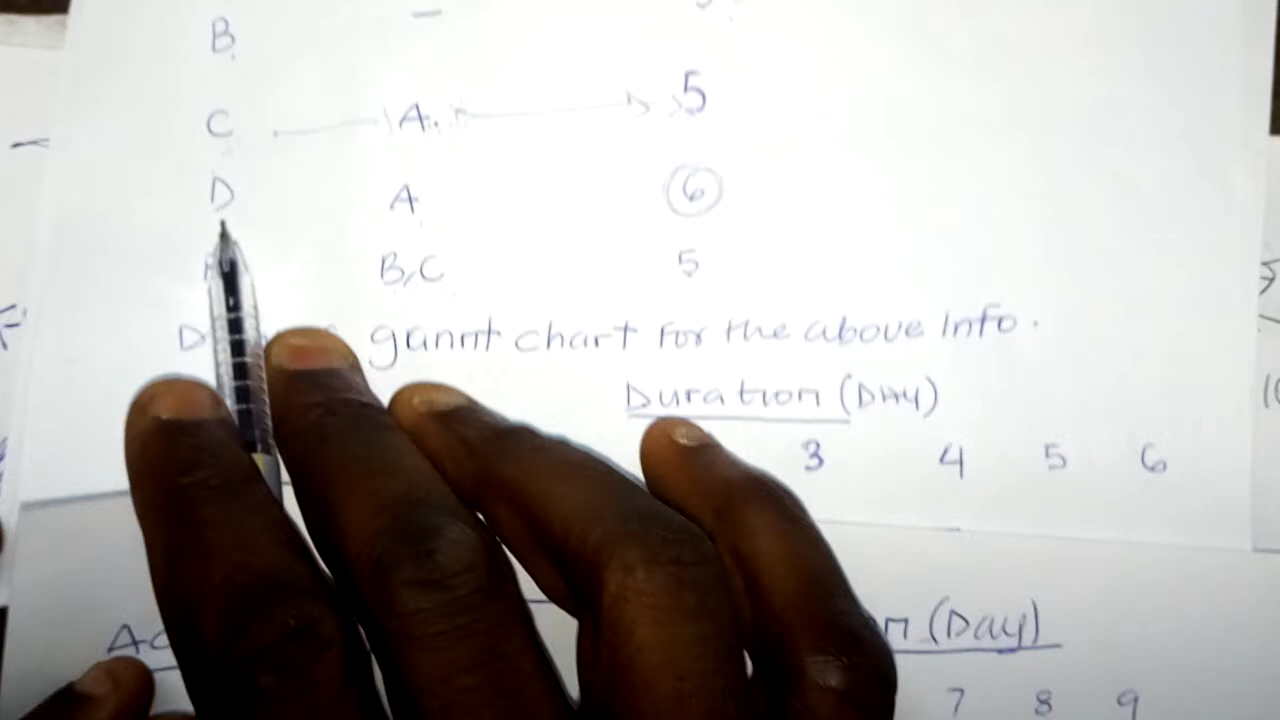 B –
C A 5
D A 6
B,C 5
gannt chart for the above info.
Duration (DAY)
3 4 5 6
(Day)
7 8 9